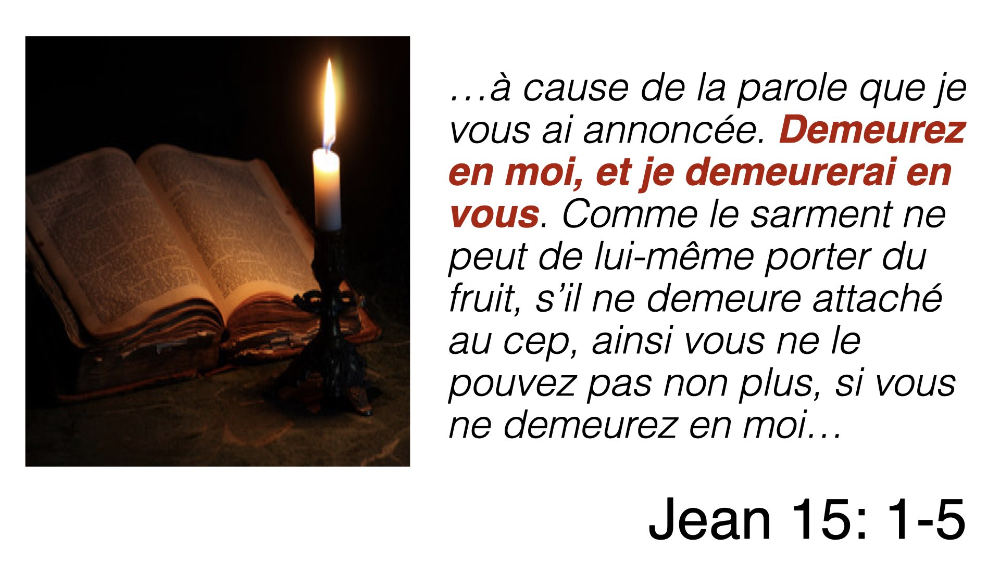 …à cause de la parole que je
vous ai annoncée. Demeurez
en moi, et je demeurerai en
vous. Comme le sarment ne
peut de lui-même porter du
fruit, s’il ne demeure attaché
au cep, ainsi vous ne le
pouvez pas non plus, si vous
ne demeurez en moi…
Jean 15: 1-5